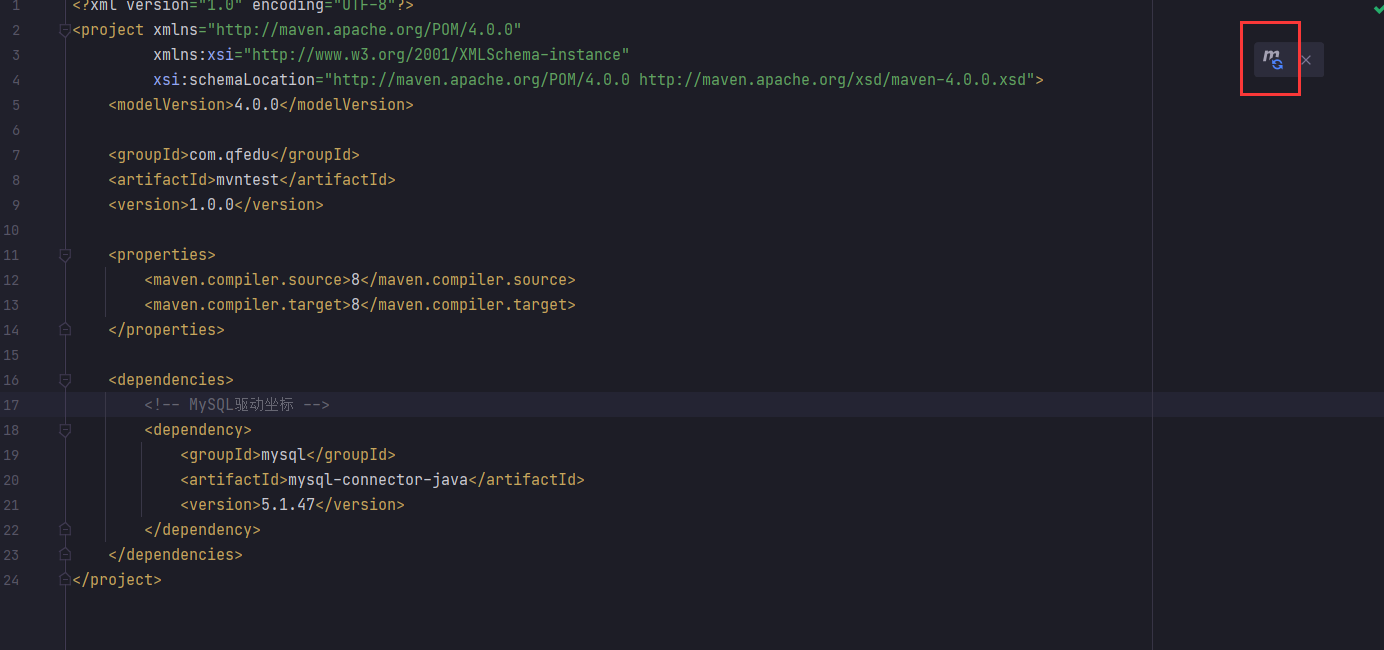 1 <?xml version="1.0" encoding="UTF-8"?>
2 <project xmlns="http://maven.apache.org/POM/4.0.0"
3 xmlns:xsi="http://www.w3.org/2001/XMLSchema-instance"
4 xsi:schemaLocation="http://maven.apache.org/POM/4.0.0 http://maven.apache.org/xsd/maven-4.0.0.xsd">
5 <modelVersion>4.0.0</modelVersion>
6
7 <groupId>com.qfedu</groupId>
8 <artifactId>mvntest</artifactId>
9 <version>1.0.0</version>
10
11 <properties>
12 <maven.compiler.source>8</maven.compiler.source>
13 <maven.compiler.target>8</maven.compiler.target>
14 </properties>
15
16 <dependencies>
17 <!-- MySQL驱动坐标 -->
18 <dependency>
19 <groupId>mysql</groupId>
20 <artifactId>mysql-connector-java</artifactId>
21 <version>5.1.47</version>
22 </dependency>
23 </dependencies>
24 </project>
m